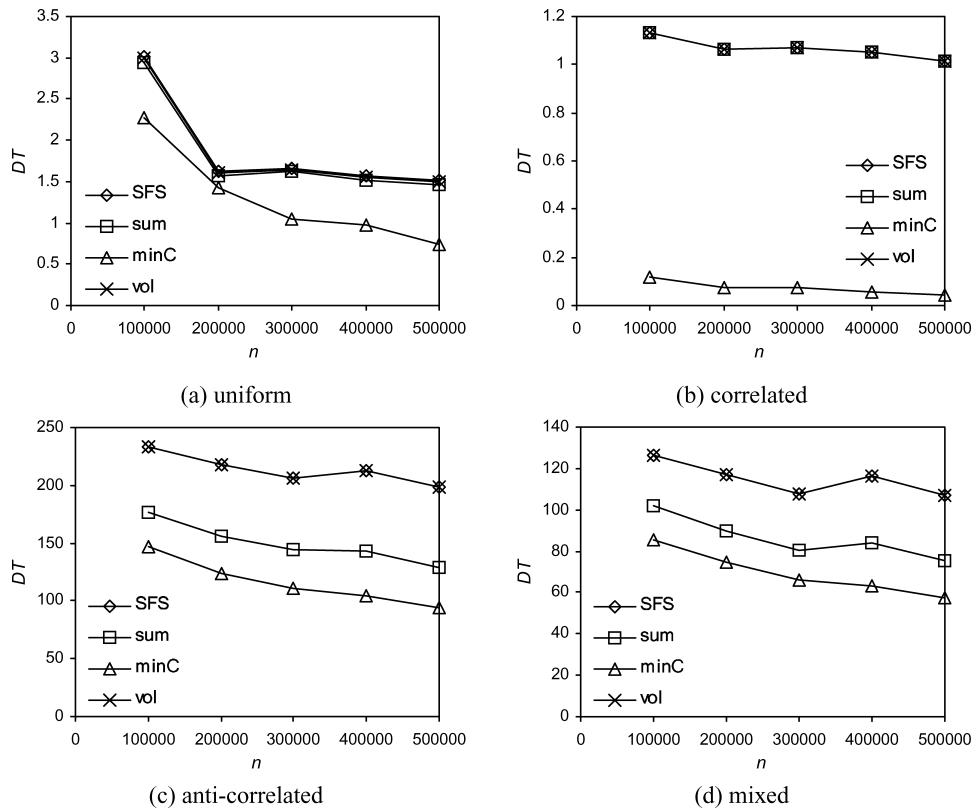 3.5
3
2.5
2
1.5
1
0.5
0
DT
SFS
sum
minC
vol
0 100000 200000 300000 400000 500000
n
(a) uniform
1.2
1
0.8
0.6
0.4
0.2
0
DT
SFS
sum
minC
vol
0 100000 200000 300000 400000 500000
n
(b) correlated
250
200
150
100
50
0
DT
SFS
sum
minC
vol
0 100000 200000 300000 400000 500000
n
(c) anti-correlated
140
120
100
80
60
40
20
0
DT
SFS
sum
minC
vol
0 100000 200000 300000 400000 500000
n
(d) mixed